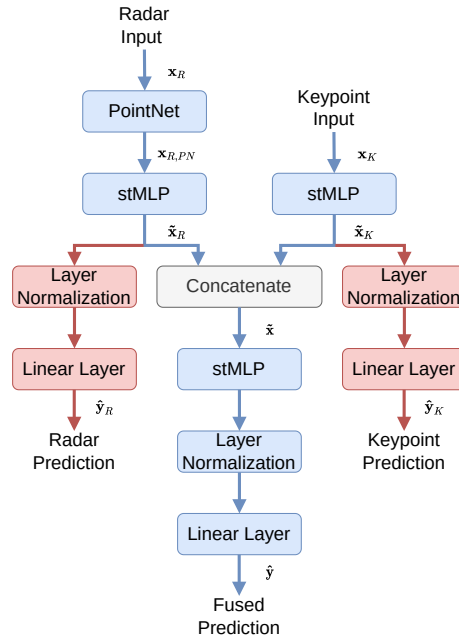 Radar
Input
𝐱_R
PointNet
Keypoint
Input
𝐱_{R,PN}
𝐱_K
stMLP
stMLP
𝐱̃_R
𝐱̃_K
Layer
Normalization
Concatenate
Layer
Normalization
𝐱̃
Linear Layer
stMLP
Linear Layer
𝐲̂_R
𝐲̂_K
Radar
Prediction
Layer
Normalization
Keypoint
Prediction
Linear Layer
𝐲̂
Fused
Prediction